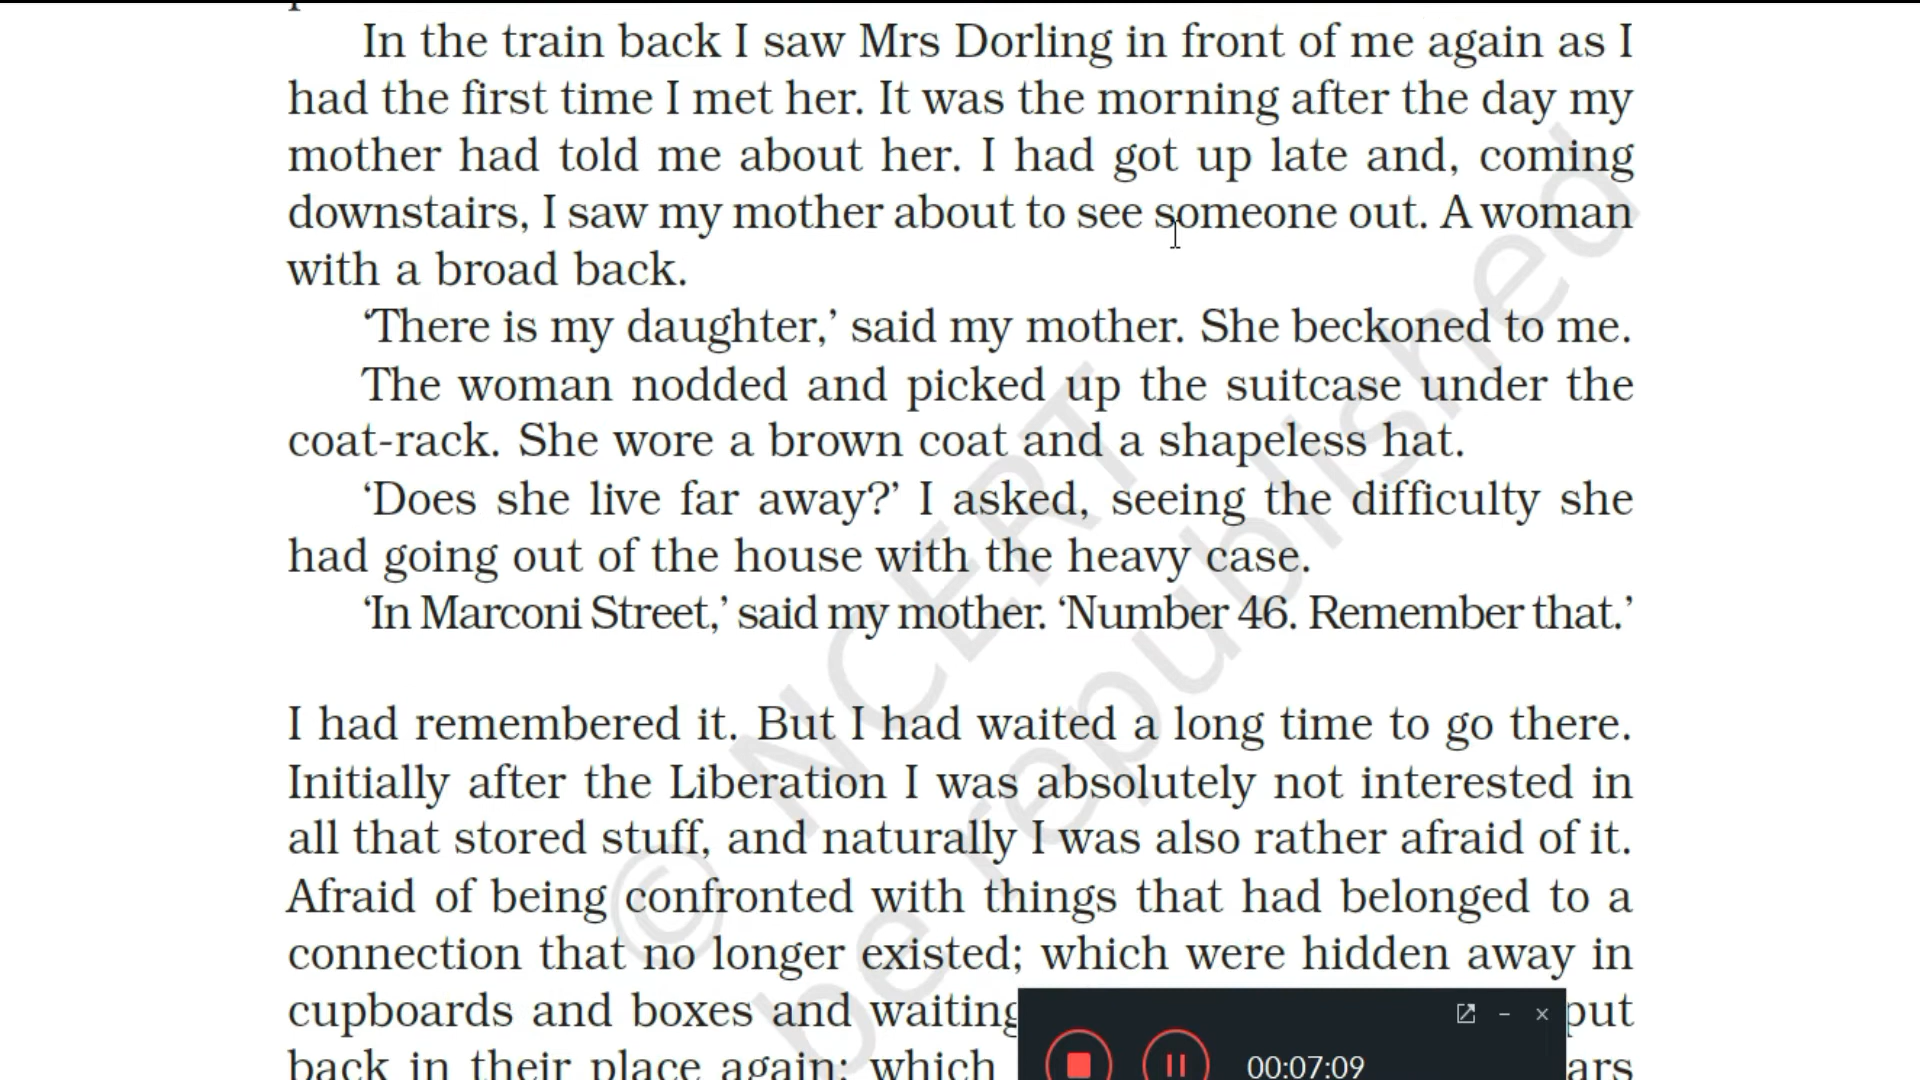 In the train back I saw Mrs Dorling in front of me again as I
had the first time I met her. It was the morning after the day my
mother had told me about her. I had got up late and, coming
downstairs, I saw my mother about to see someone out. A woman
with a broad back.
‘There is my daughter,’ said my mother. She beckoned to me.
The woman nodded and picked up the suitcase under the
coat-rack. She wore a brown coat and a shapeless hat.
‘Does she live far away?’ I asked, seeing the difficulty she
had going out of the house with the heavy case.
‘In Marconi Street,’ said my mother. ‘Number 46. Remember that.’
I had remembered it. But I had waited a long time to go there.
Initially after the Liberation I was absolutely not interested in
all that stored stuff, and naturally I was also rather afraid of it.
Afraid of being confronted with things that had belonged to a
connection that no longer existed; which were hidden away in
cupboards and boxes and waiting put
back in their place again; which ars
00:07:09
© NCERT
be republished